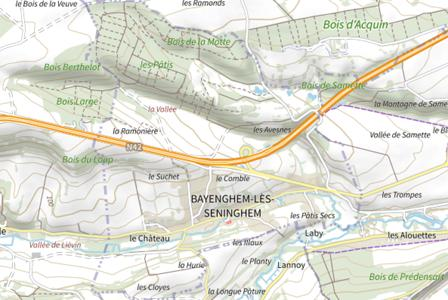 le Bois de la Veuve
les Ramonds
Bois d'Acquin
Bois de la Motte
Bois Berthelot
les Pâtis
Bois de Samette
Bois Large
la Vallée
la Montagne de Samette
la Ramonière
les Avesnes
Vallée de Samette
N42
Bois du Loup
le Suchet
le Comble
les Trompes
BAYENGHEM-LÈS-
SENINGHEM
les Pâtis Secs
100
Laby
les Alouettes
Vallée de Liévin
le Château
les Illaux
la Hurie
le Planty
Lannoy
Bois de Prédensart
les Cloyes
la Longue Pâture